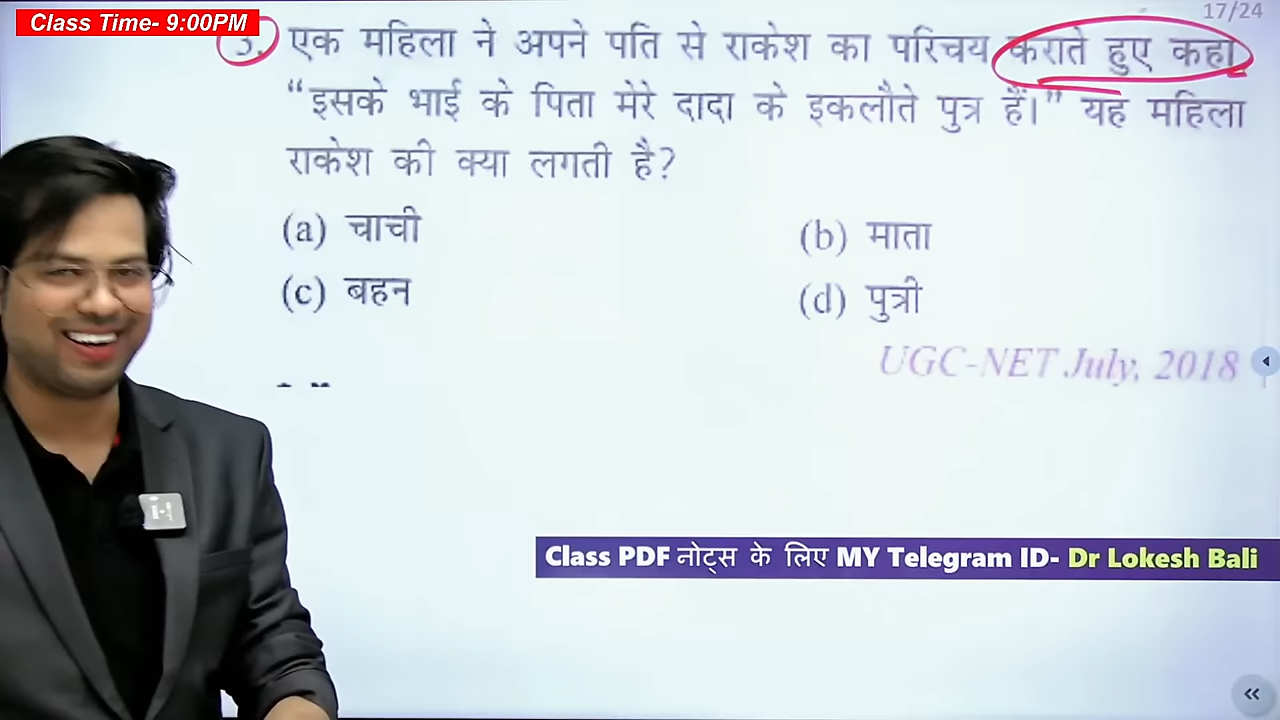 Class Time- 9:00PM
17/24
एक महिला ने अपने पति से राकेश का परिचय कराते हुए कहा
“इसके भाई के पिता मेरे दादा के इकलौते पुत्र हैं।” यह महिला
राकेश की क्या लगती है?
(a) चाची
(b) माता
(c) बहन
(d) पुत्री
UGC-NET July, 2018
Class PDF नोट्स के लिए MY Telegram ID- Dr Lokesh Bali